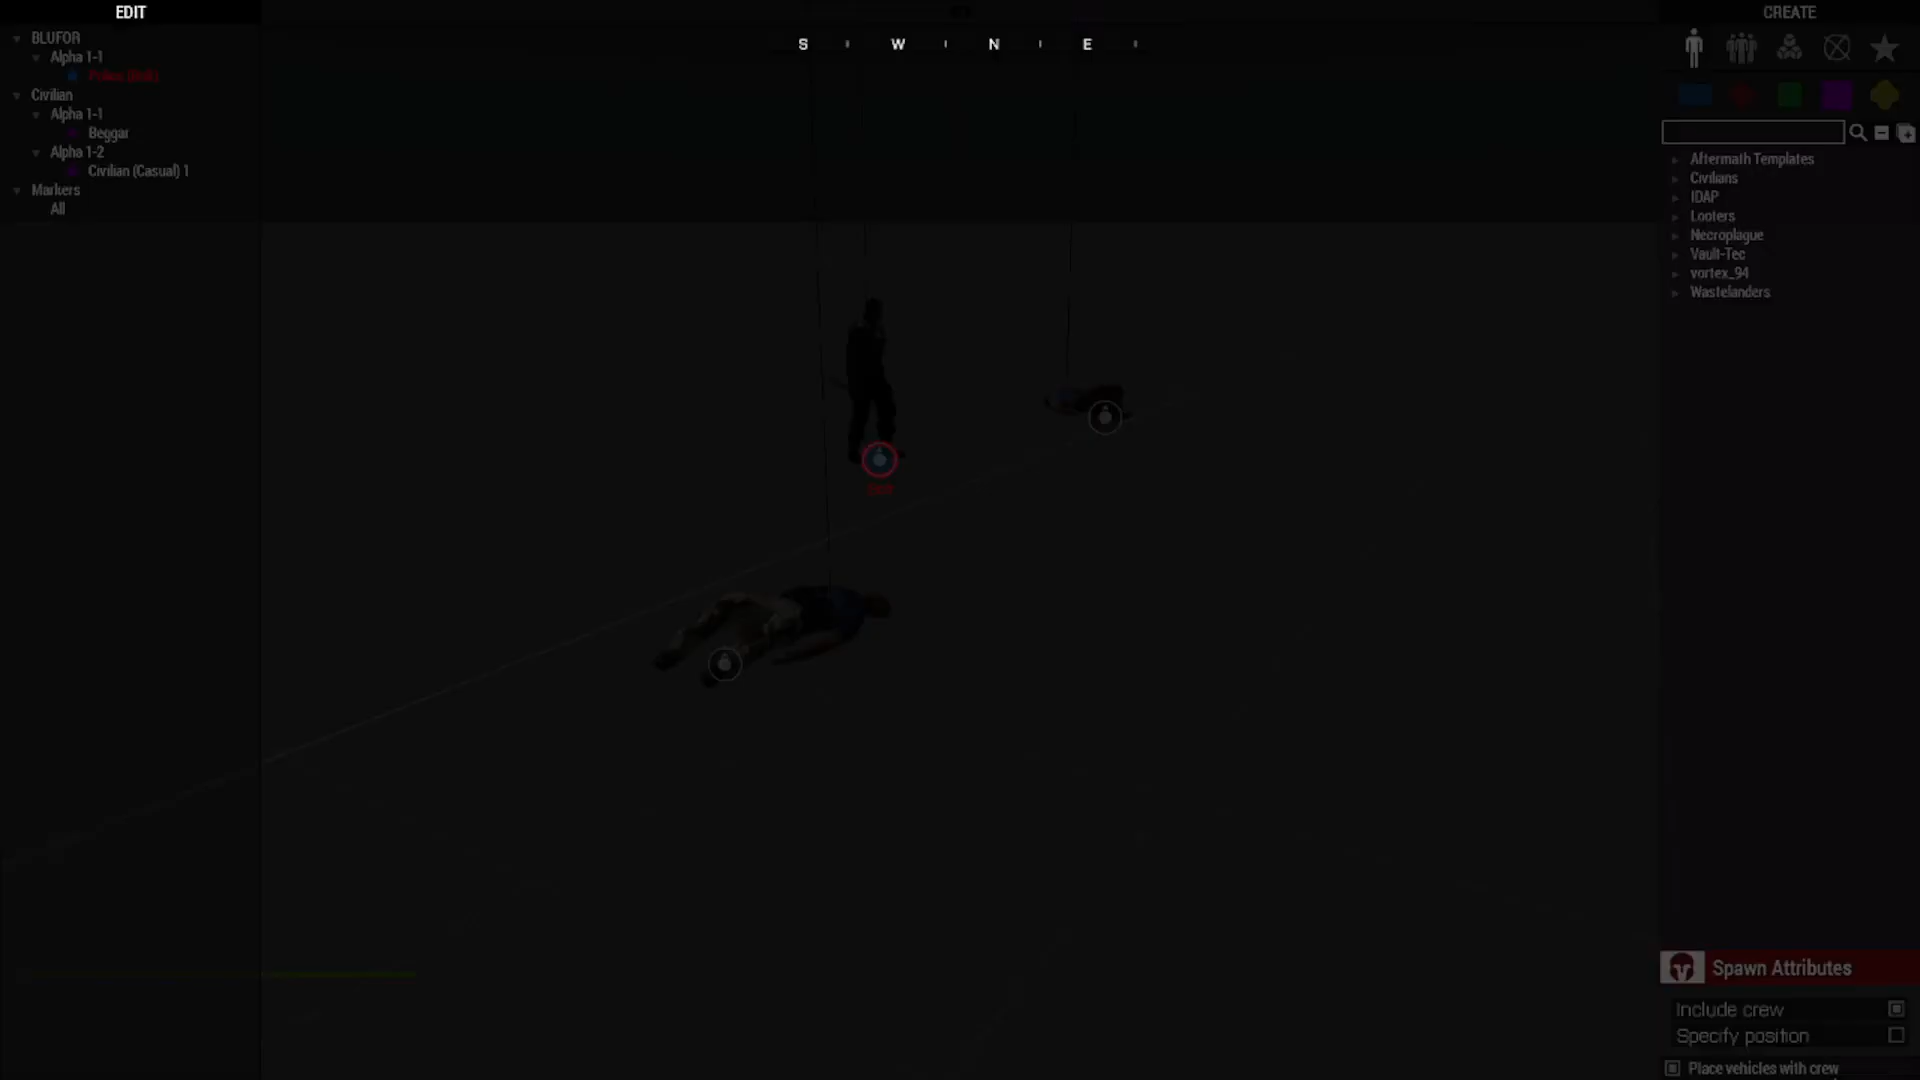 EDIT
BLUFOR
Alpha 1-1
Civilian
Alpha 1-1
Beggar
Alpha 1-2
Civilian (Casual) 1
Markers
All
S W N E
CREATE
Aftermath Templates
Civilians
IDAP
Looters
Necroplague
Vault-Tec
vortex_94
Wastelanders
Spawn Attributes
Include crew
Specify position
Place vehicles with crew